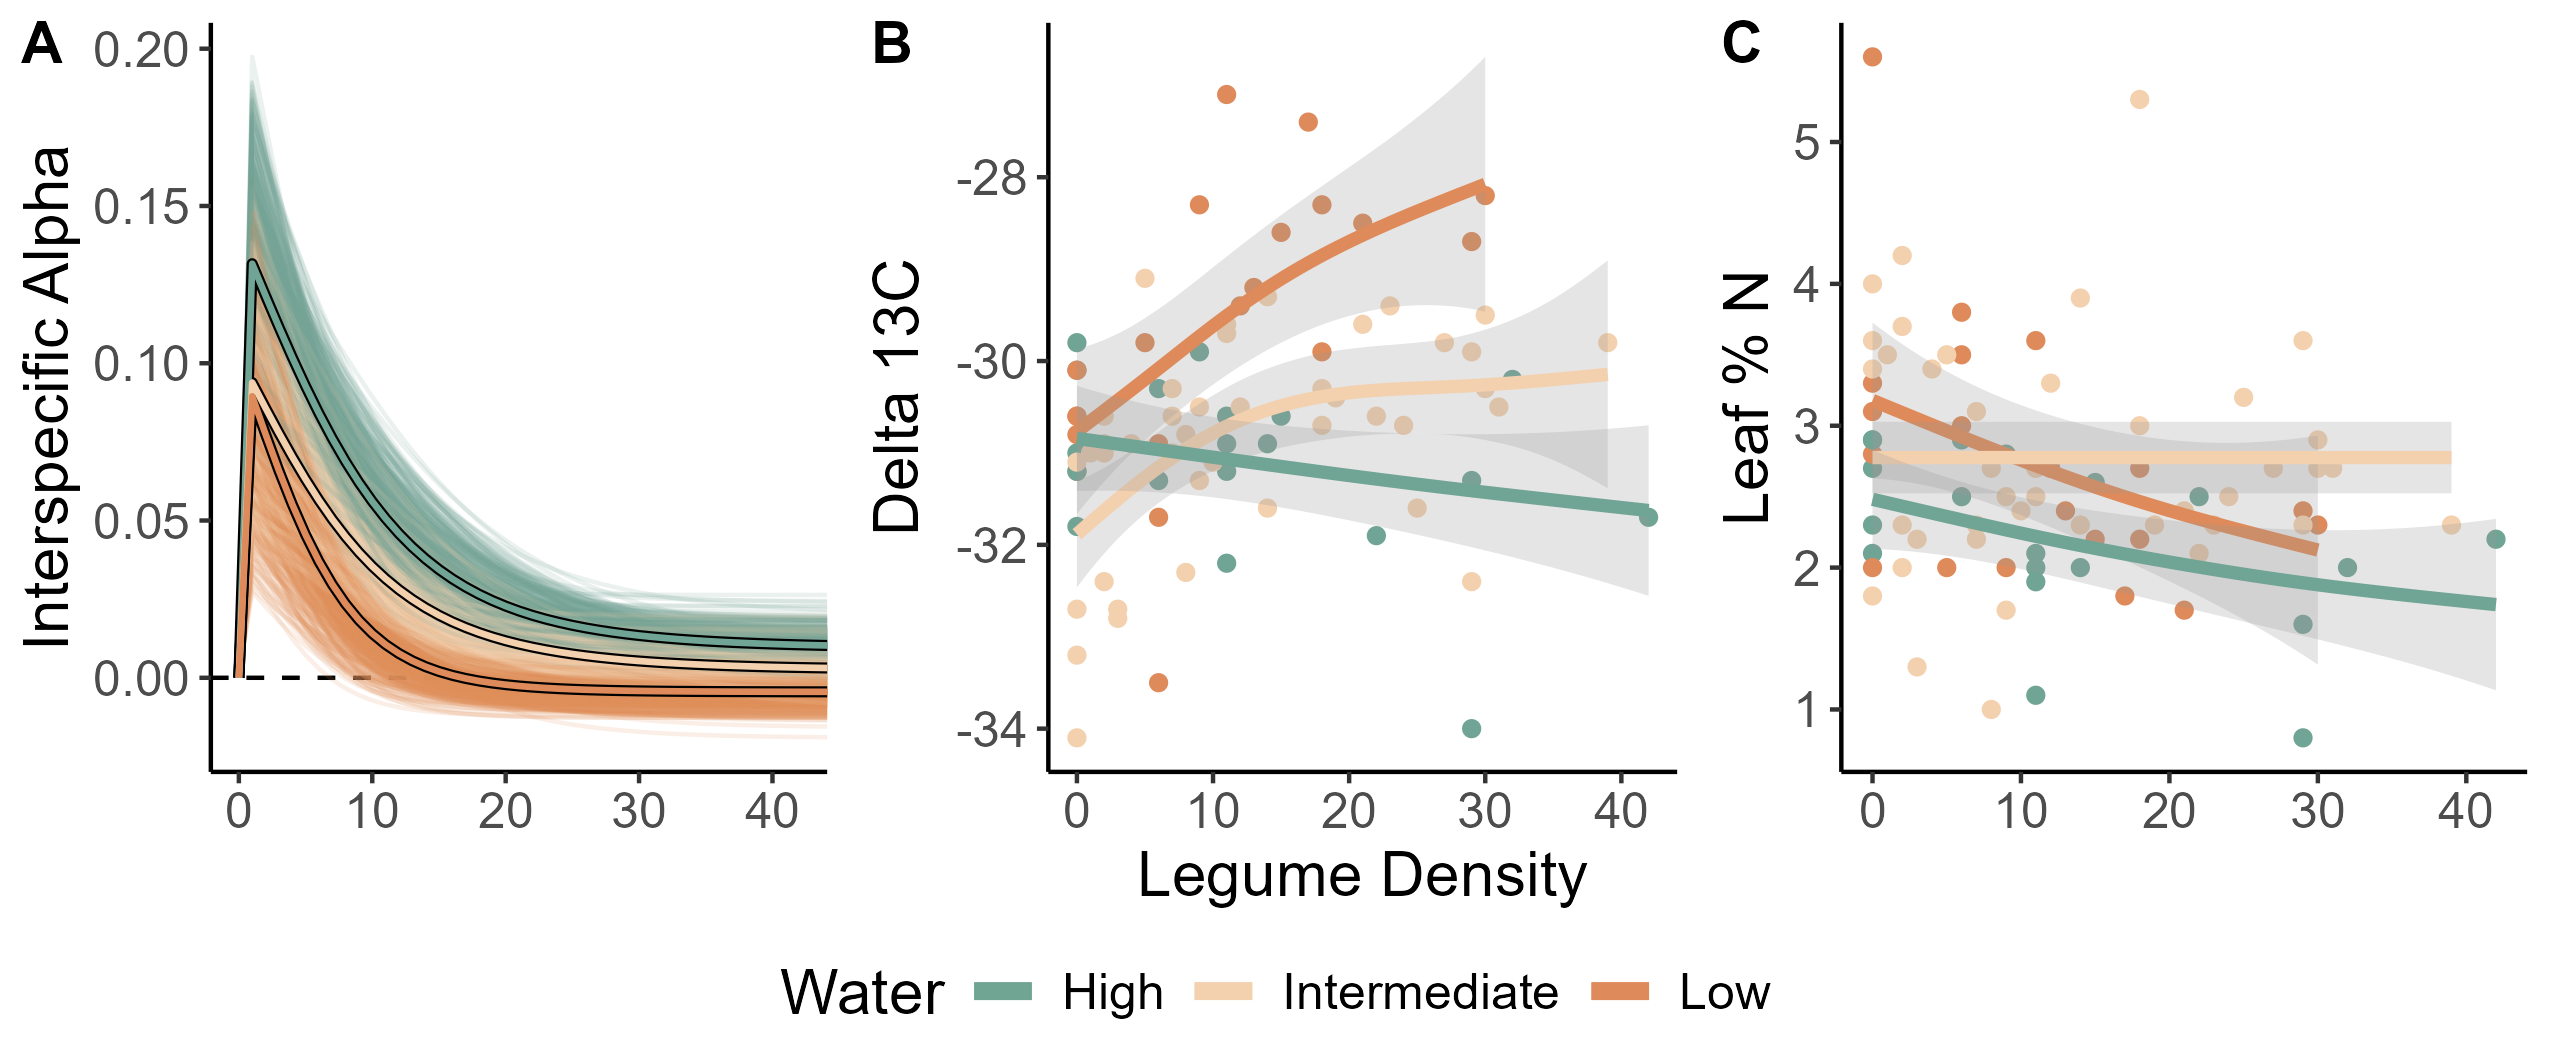 A
Interspecific Alpha
0.20
0.15
0.10
0.05
0.00
0 10 20 30 40
B
Delta 13C
-28
-30
-32
-34
0 10 20 30 40
C
Leaf % N
5
4
3
2
1
0 10 20 30 40
Legume Density
Water High Intermediate Low